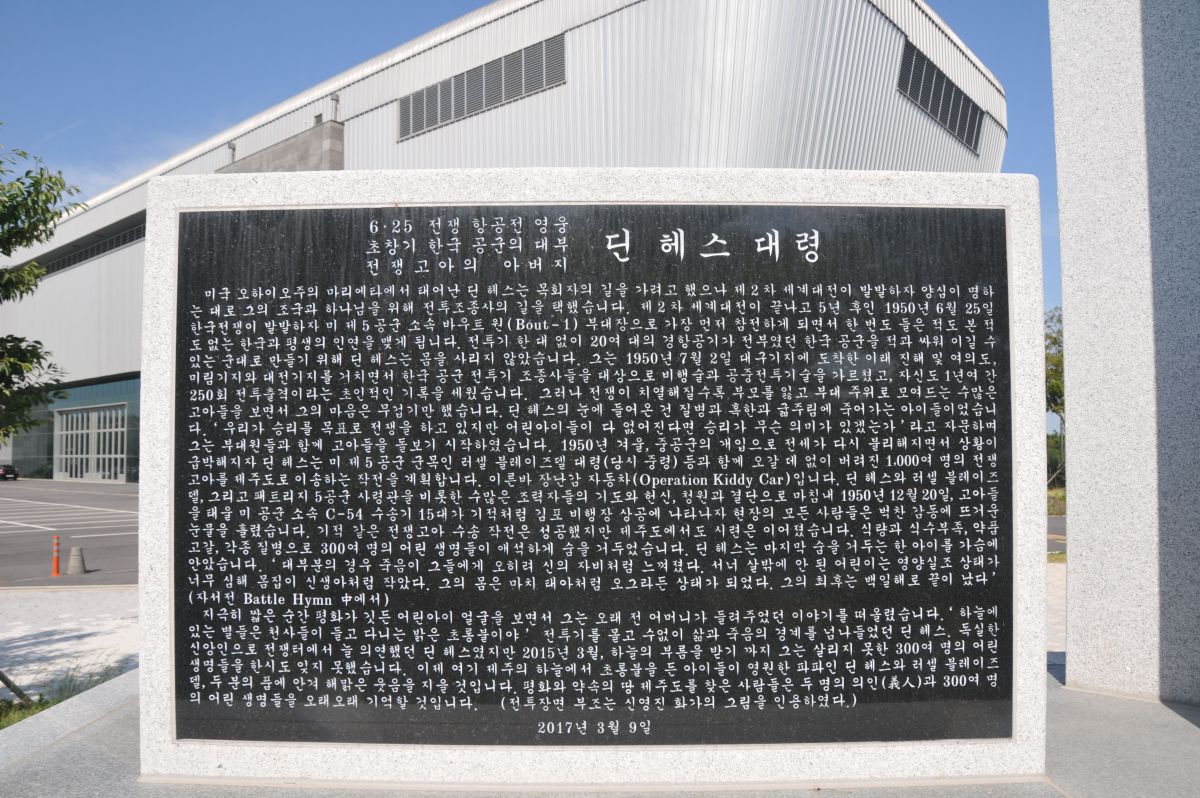 6·25 전쟁 항공전 영웅
초창기 한국 공군의 대부
전쟁고아의 아버지
딘 헤스 대령
미국 오하이오주의 마리에타에서 태어난 딘 헤스는 목회자의 길을 가려고 했으나 제2차 세계대전이 발발하자 양심이 명하
는 대로 그의 조국과 하나님을 위해 전투조종사의 길을 택했습니다. 제2차 세계대전이 끝나고 5년 후인 1950년 6월 25일
한국전쟁이 발발하자 미 제5공군 소속 바우트 원(Bout-1) 부대장으로 가장 먼저 참전하게 되면서 한 번도 들은 적도 본 적
도 없는 한국과 평생의 인연을 맺게 됩니다. 전투기 한 대 없이 20여 대의 경항공기가 전부였던 한국 공군을 적과 싸워 이길 수
있는 군대로 만들기 위해 딘 헤스는 몸을 사리지 않았습니다. 그는 1950년 7월 2일 대구기지에 도착한 이래 진해 및 여의도,
미림기지와 대전기지를 거치면서 한국 공군 전투기 조종사들을 대상으로 비행술과 공중전투기술을 가르쳤고, 자신도 1년여 간
250회 전투출격이라는 초인적인 기록을 세웠습니다. 그러나 전쟁이 치열해질수록 부모를 잃고 부대 주위로 모여드는 수많은
고아들을 보면서 그의 마음은 무겁기만 했습니다. 딘 헤스의 눈에 들어온 건 질병과 혹한과 굶주림에 죽어가는 아이들이었습니
다. ‘우리가 승리를 목표로 전쟁을 하고 있지만 어린아이들이 다 없어진다면 승리가 무슨 의미가 있겠는가’라고 자문하며
그는 부대원들과 함께 고아들을 돌보기 시작하였습니다. 1950년 겨울, 중공군의 개입으로 전세가 다시 불리해지면서 상황이
급박해지자 딘 헤스는 미 제5공군 군목인 러셀 블레이즈델 대령(당시 중령) 등과 함께 오갈 데 없이 버려진 1,000여 명의 전쟁
고아를 제주도로 이송하는 작전을 계획합니다. 이른바 장난감 자동차(Operation Kiddy Car)입니다. 딘 헤스와 러셀 블레이즈
델, 그리고 패트리지 5공군 사령관을 비롯한 수많은 조력자들의 기도와 헌신, 청원과 결단으로 마침내 1950년 12월 20일, 고아들
을 태울 미 공군 소속 C-54 수송기 15대가 기적처럼 김포 비행장 상공에 나타나자 현장의 모든 사람들은 벅찬 감동에 뜨거운
눈물을 흘렸습니다. 기적 같은 전쟁고아 수송 작전은 성공했지만 제주도에서도 시련은 이어졌습니다. 식량과 식수부족, 약품
고갈, 각종 질병으로 300여 명의 어린 생명들이 애석하게 숨을 거두었습니다. 딘 헤스는 마지막 숨을 거두는 한 아이를 가슴에
안았습니다. ‘대부분의 경우 죽음이 그들에게 오히려 신의 자비처럼 느껴졌다. 서너 살밖에 안 된 어린이는 영양실조 상태가
너무 심해 몸집이 신생아처럼 작았다. 그의 몸은 마치 태아처럼 오그라든 상태가 되었다. 그의 최후는 백일해로 끝이 났다’
(자서전 Battle Hymn 中에서)
지극히 짧은 순간 평화가 깃든 어린아이 얼굴을 보면서 그는 오래 전 어머니가 들려주었던 이야기를 떠올렸습니다. ‘하늘에
있는 별들은 천사들이 들고 다니는 밝은 초롱불이야’ 전투기를 몰고 수없이 삶과 죽음의 경계를 넘나들었던 딘 헤스. 독실한
신앙인으로 전쟁터에서 늘 의연했던 딘 헤스였지만 2015년 3월, 하늘의 부름을 받기 까지 그는 살리지 못한 300여 명의 어린
생명들을 한시도 잊지 못했습니다. 이제 여기 제주의 하늘에서 초롱불을 든 아이들이 영원한 파파인 딘 헤스와 러셀 블레이즈
델, 두 분의 품에 안겨 해맑은 웃음을 지을 것입니다. 평화와 약속의 땅 제주도를 찾은 사람들은 두 명의 의인(義人)과 300여 명
의 어린 생명들을 오래오래 기억할 것입니다. (전투장면 부조는 신영진 화가의 그림을 인용하였다.)
2017년 3월 9일